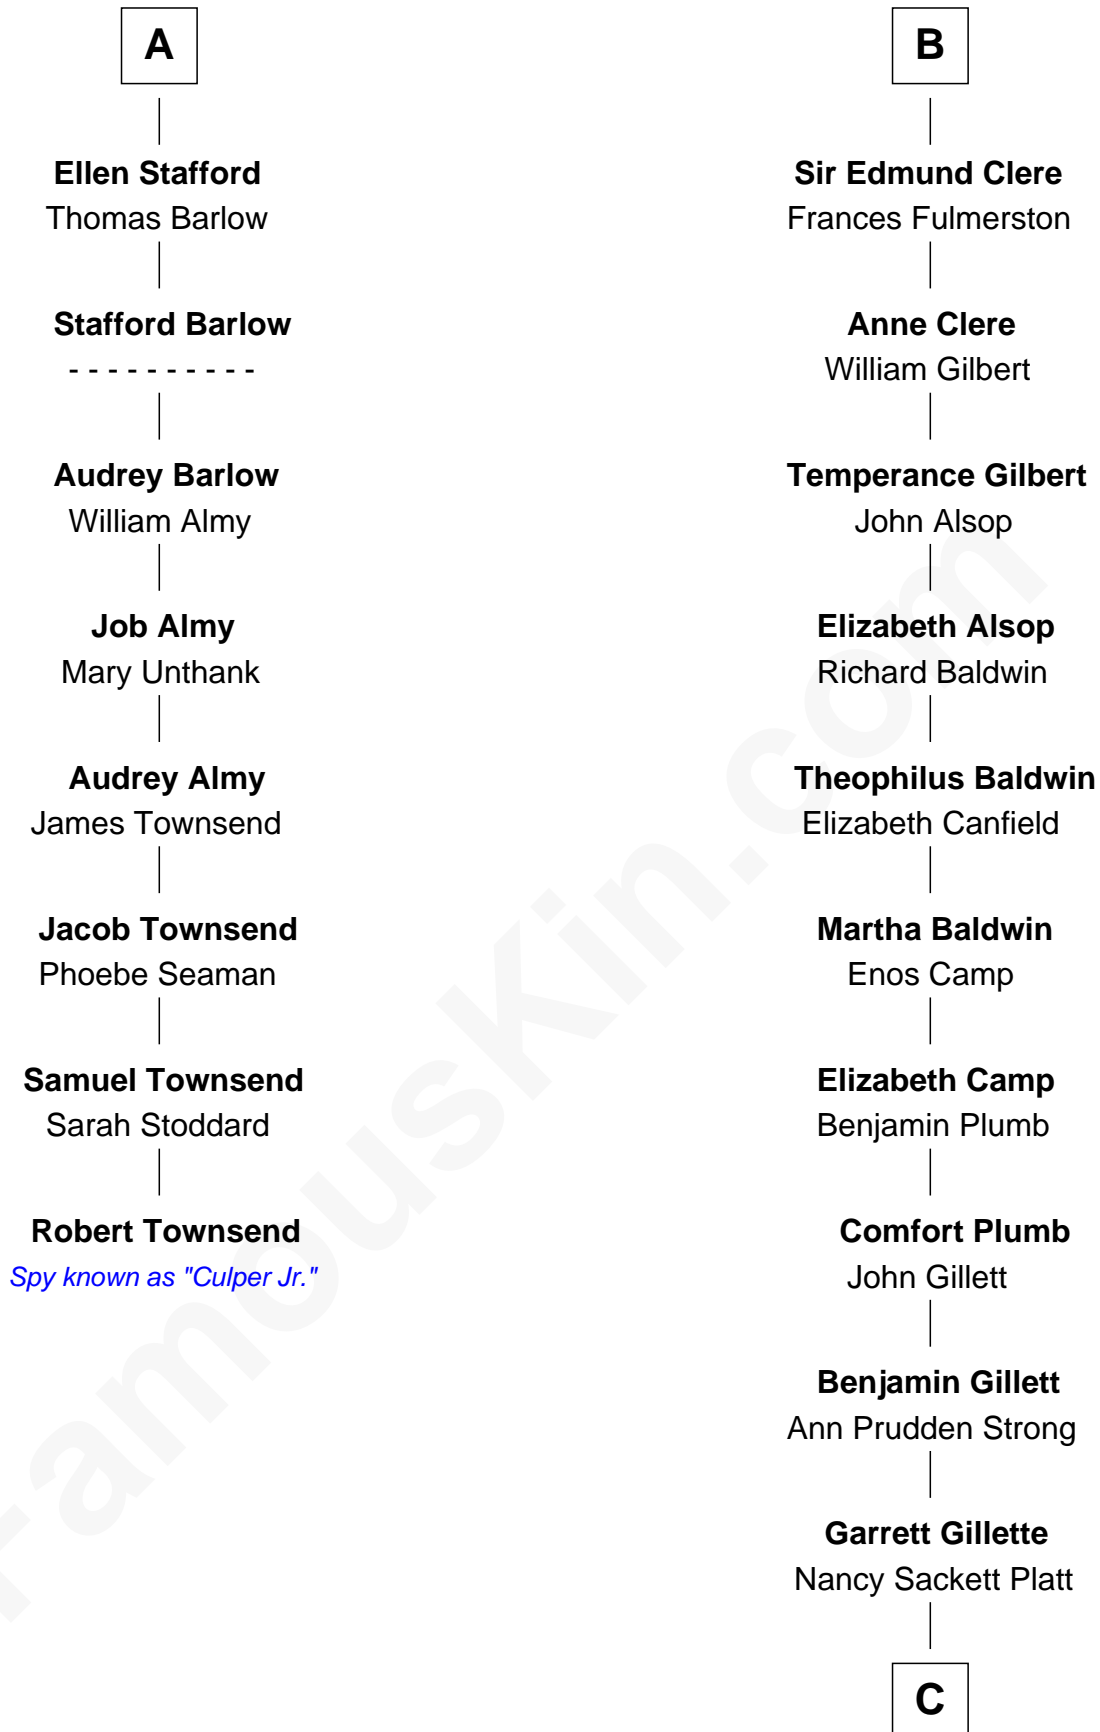 A
Ellen Stafford
Thomas Barlow
Stafford Barlow
- - - - - - - - - -
Audrey Barlow
William Almy
Job Almy
Mary Unthank
Audrey Almy
James Townsend
Jacob Townsend
Phoebe Seaman
Samuel Townsend
Sarah Stoddard
Robert Townsend
Spy known as "Culper Jr."
B
Sir Edmund Clere
Frances Fulmerston
Anne Clere
William Gilbert
Temperance Gilbert
John Alsop
Elizabeth Alsop
Richard Baldwin
Theophilus Baldwin
Elizabeth Canfield
Martha Baldwin
Enos Camp
Elizabeth Camp
Benjamin Plumb
Comfort Plumb
John Gillett
Benjamin Gillett
Ann Prudden Strong
Garrett Gillette
Nancy Sackett Platt
C
FamousKin.com